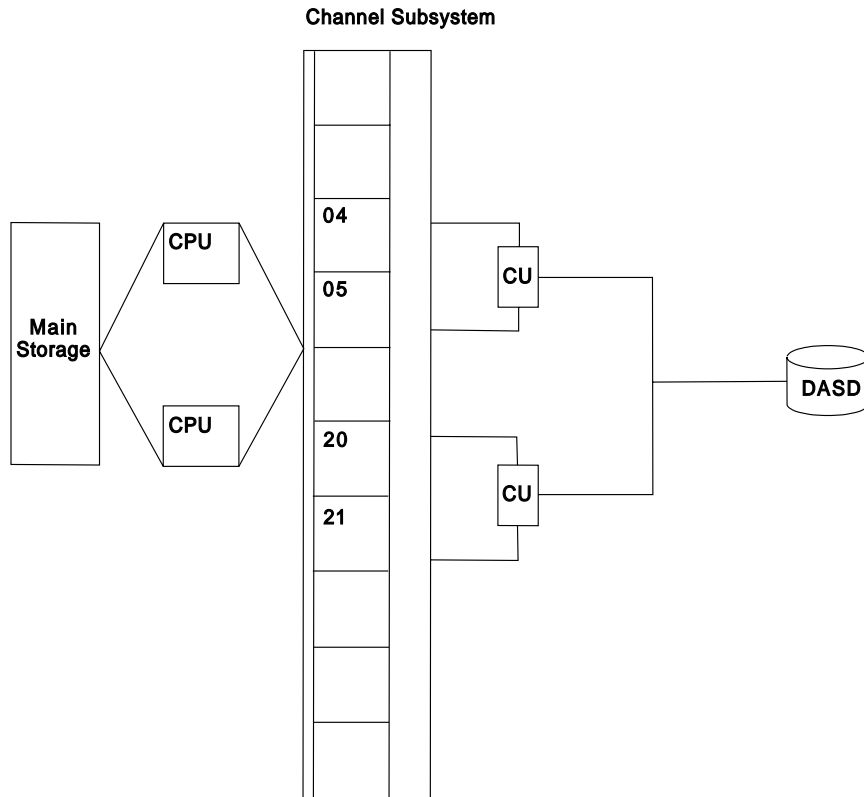 Channel Subsystem
04
CPU
05
CU
Main
Storage
DASD
CPU
20
CU
21